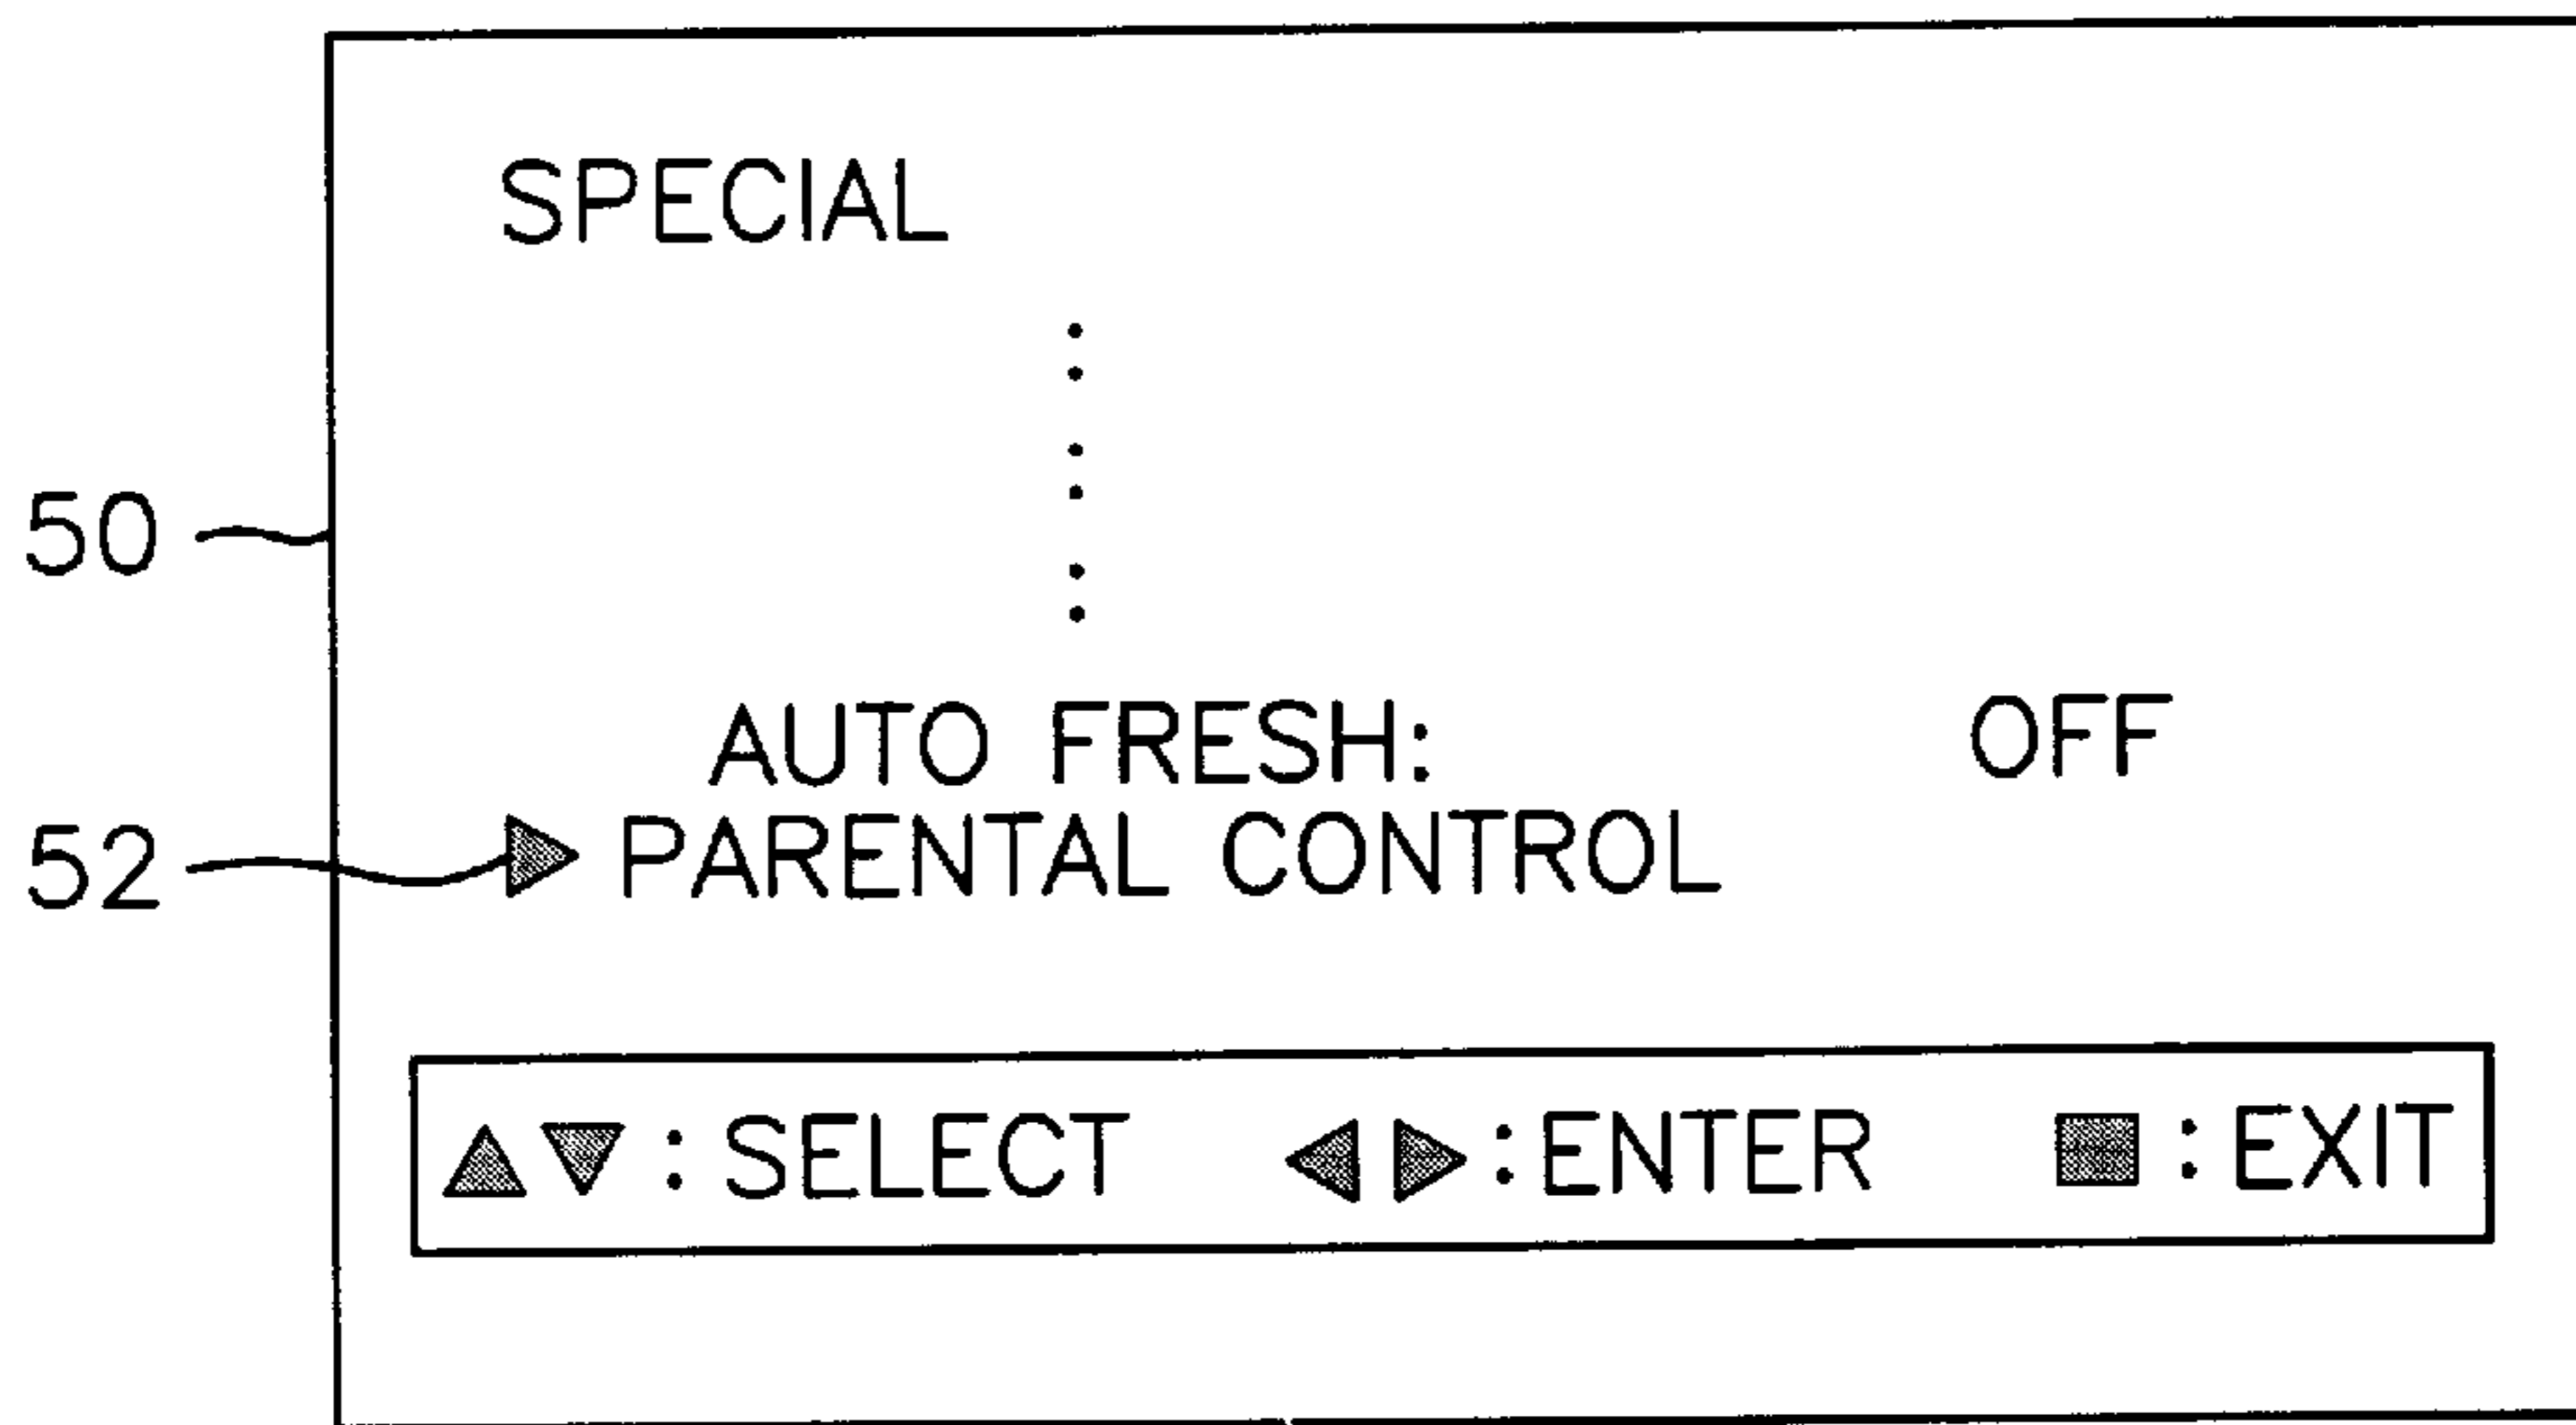 SPECIAL
:
:
:
50
AUTO FRESH: OFF
52 ▶ PARENTAL CONTROL
▲▼: SELECT ◀▶: ENTER ■: EXIT